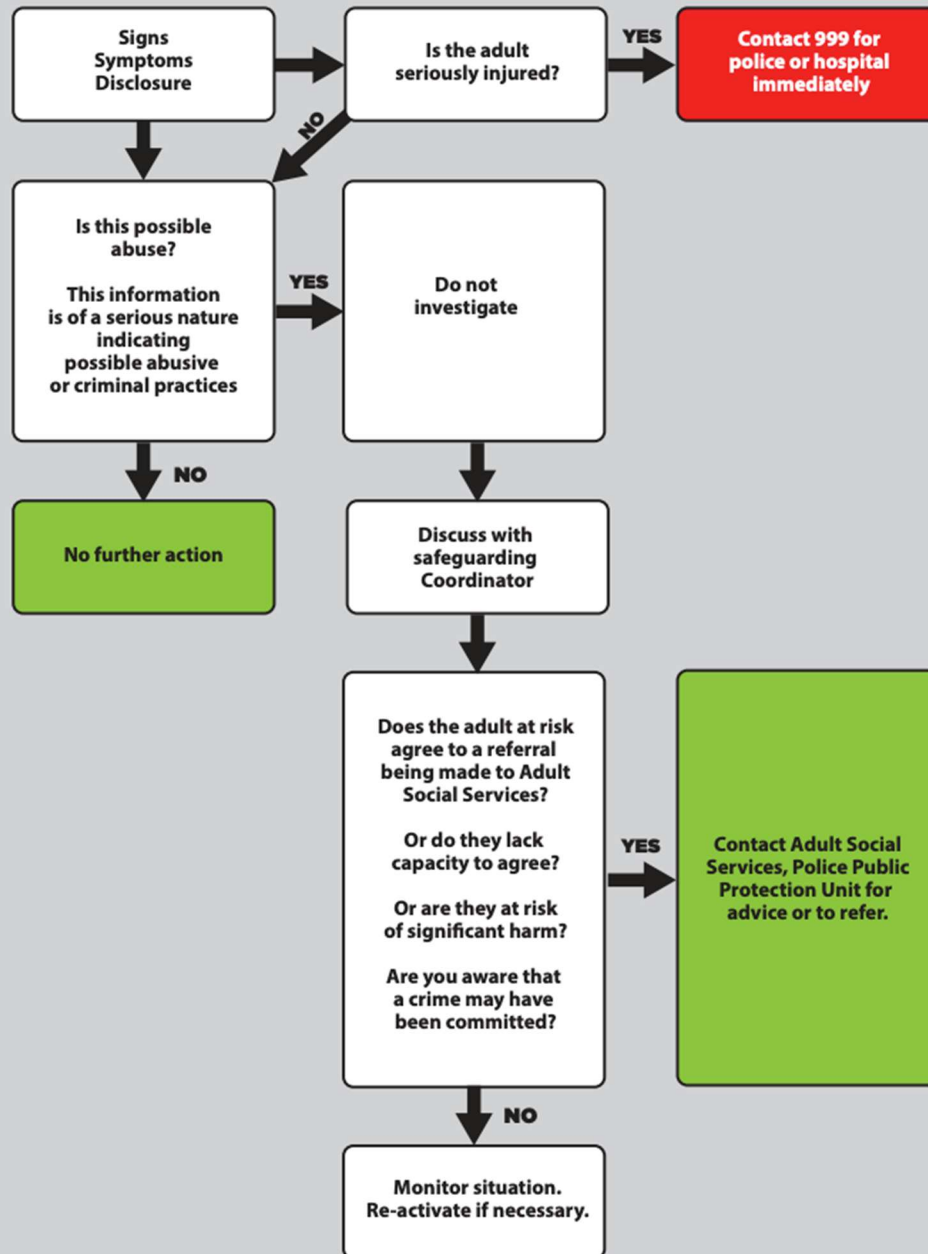 Signs
Symptoms
Disclosure
Is the adult
seriously injured?
YES
Contact 999 for
police or hospital
immediately
NO
Is this possible
abuse?
This information
is of a serious nature
indicating
possible abusive
or criminal practices
YES
Do not
investigate
NO
No further action
Discuss with
safeguarding
Coordinator
Does the adult at risk
agree to a referral
being made to Adult
Social Services?
Or do they lack
capacity to agree?
Or are they at risk
of significant harm?
Are you aware that
a crime may have
been committed?
YES
Contact Adult Social
Services, Police Public
Protection Unit for
advice or to refer.
NO
Monitor situation.
Re-activate if necessary.